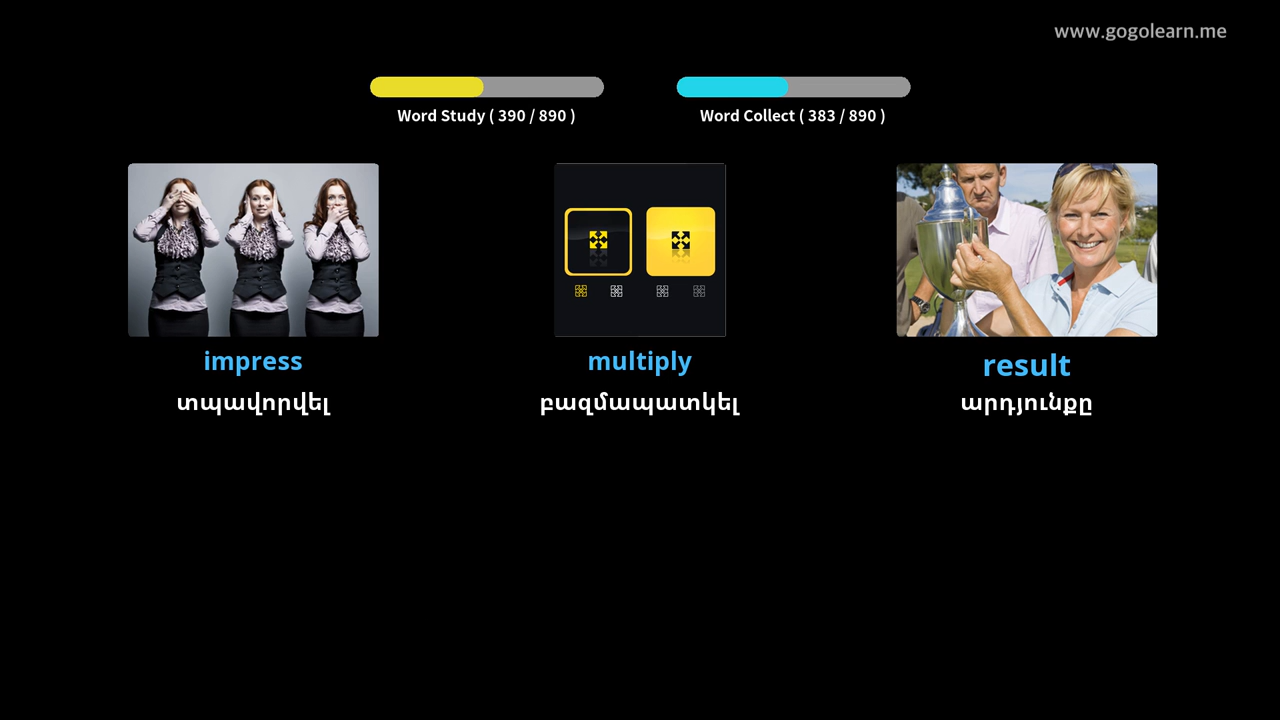 www.gogolearn.me
Word Study ( 390 / 890 )
Word Collect ( 383 / 890 )
impress
multiply
result
տպավորվել
բազմապատկել
արդյունքը